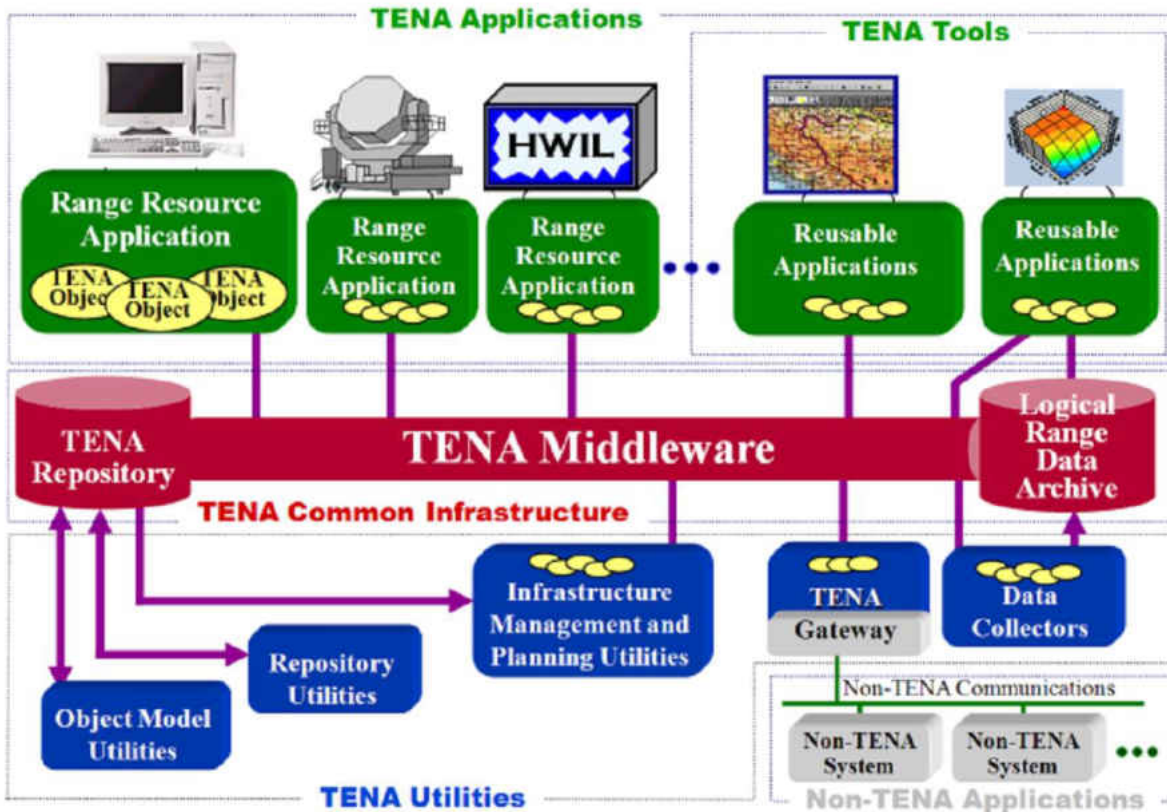 TENA Applications
TENA Tools
HWIL
Range Resource
Application
TENA
Object
TENA
Object
TENA
Object
Range
Resource
Application
Range
Resource
Application
Reusable
Applications
Reusable
Applications
TENA
Repository
TENA Middleware
Logical
Range
Data
Archive
TENA Common Infrastructure
Infrastructure
Management and
Planning Utilities
TENA
Gateway
Data
Collectors
Repository
Utilities
Object Model
Utilities
Non-TENA Communications
Non-TENA
System
Non-TENA
System
TENA Utilities
Non-TENA Applications